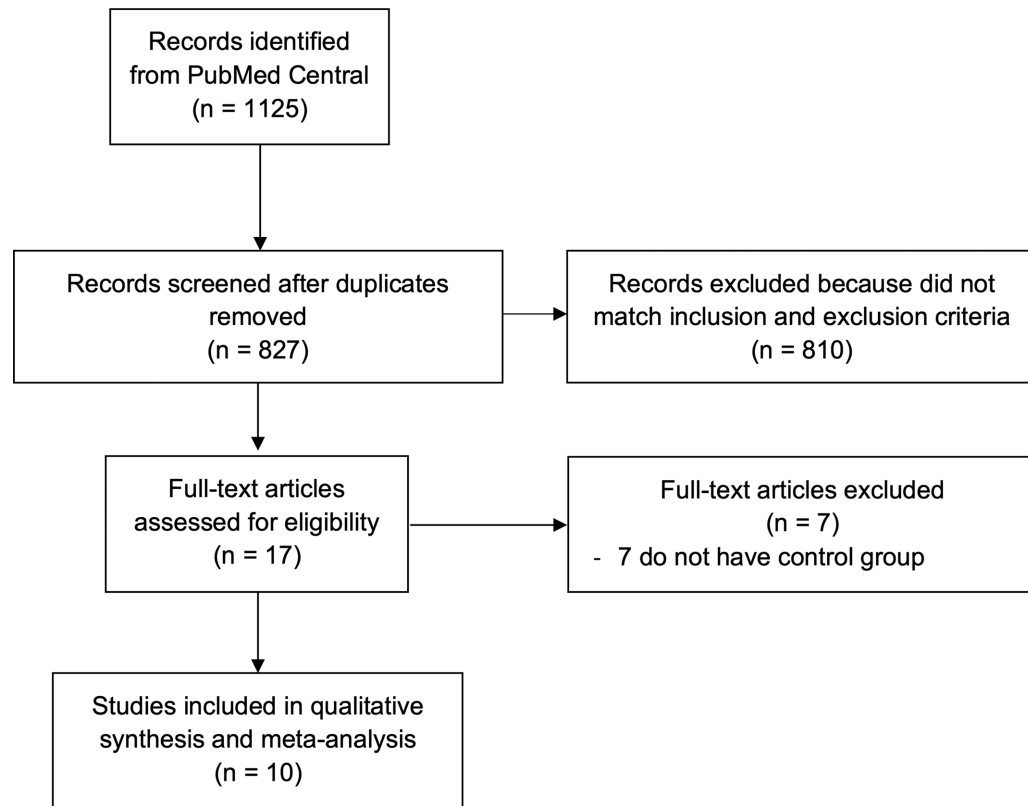 Records identified
from PubMed Central
(n = 1125)
Records screened after duplicates
removed
(n = 827)
Records excluded because did not
match inclusion and exclusion criteria
(n = 810)
Full-text articles
assessed for eligibility
(n = 17)
Full-text articles excluded
(n = 7)
- 7 do not have control group
Studies included in qualitative
synthesis and meta-analysis
(n = 10)